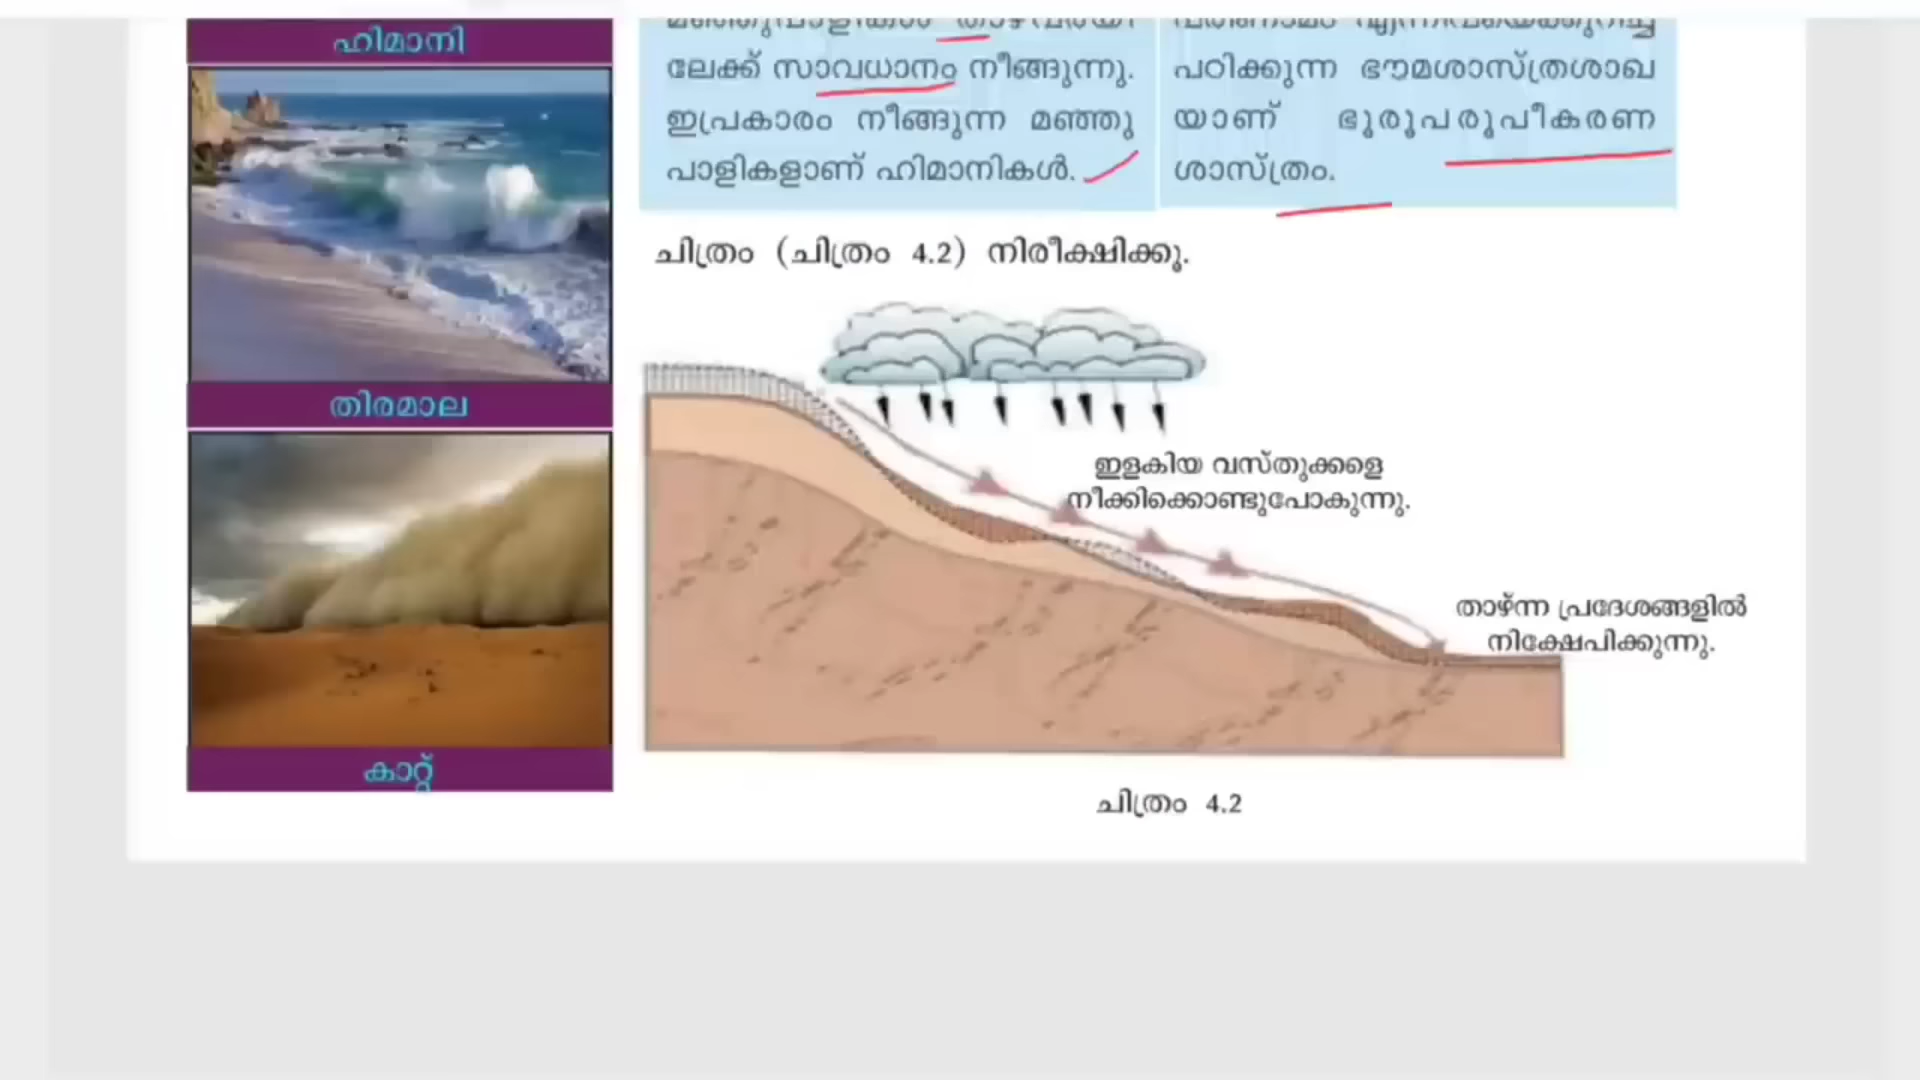 ഹിമാനി
തിരമാല
കാറ്റ്
ലേക്ക് സാവധാനം നീങ്ങുന്നു.
ഇപ്രകാരം നീങ്ങുന്ന മഞ്ഞു
പാളികളാണ് ഹിമാനികൾ.
പഠിക്കുന്ന ഭൗമശാസ്ത്രശാഖ
യാണ് ഭൂരൂപരൂപീകരണ
ശാസ്ത്രം.
ചിത്രം (ചിത്രം 4.2) നിരീക്ഷിക്കൂ.
ഇളകിയ വസ്തുക്കളെ
നീക്കിക്കൊണ്ടുപോകുന്നു.
താഴ്ന്ന പ്രദേശങ്ങളിൽ
നിക്ഷേപിക്കുന്നു.
ചിത്രം 4.2